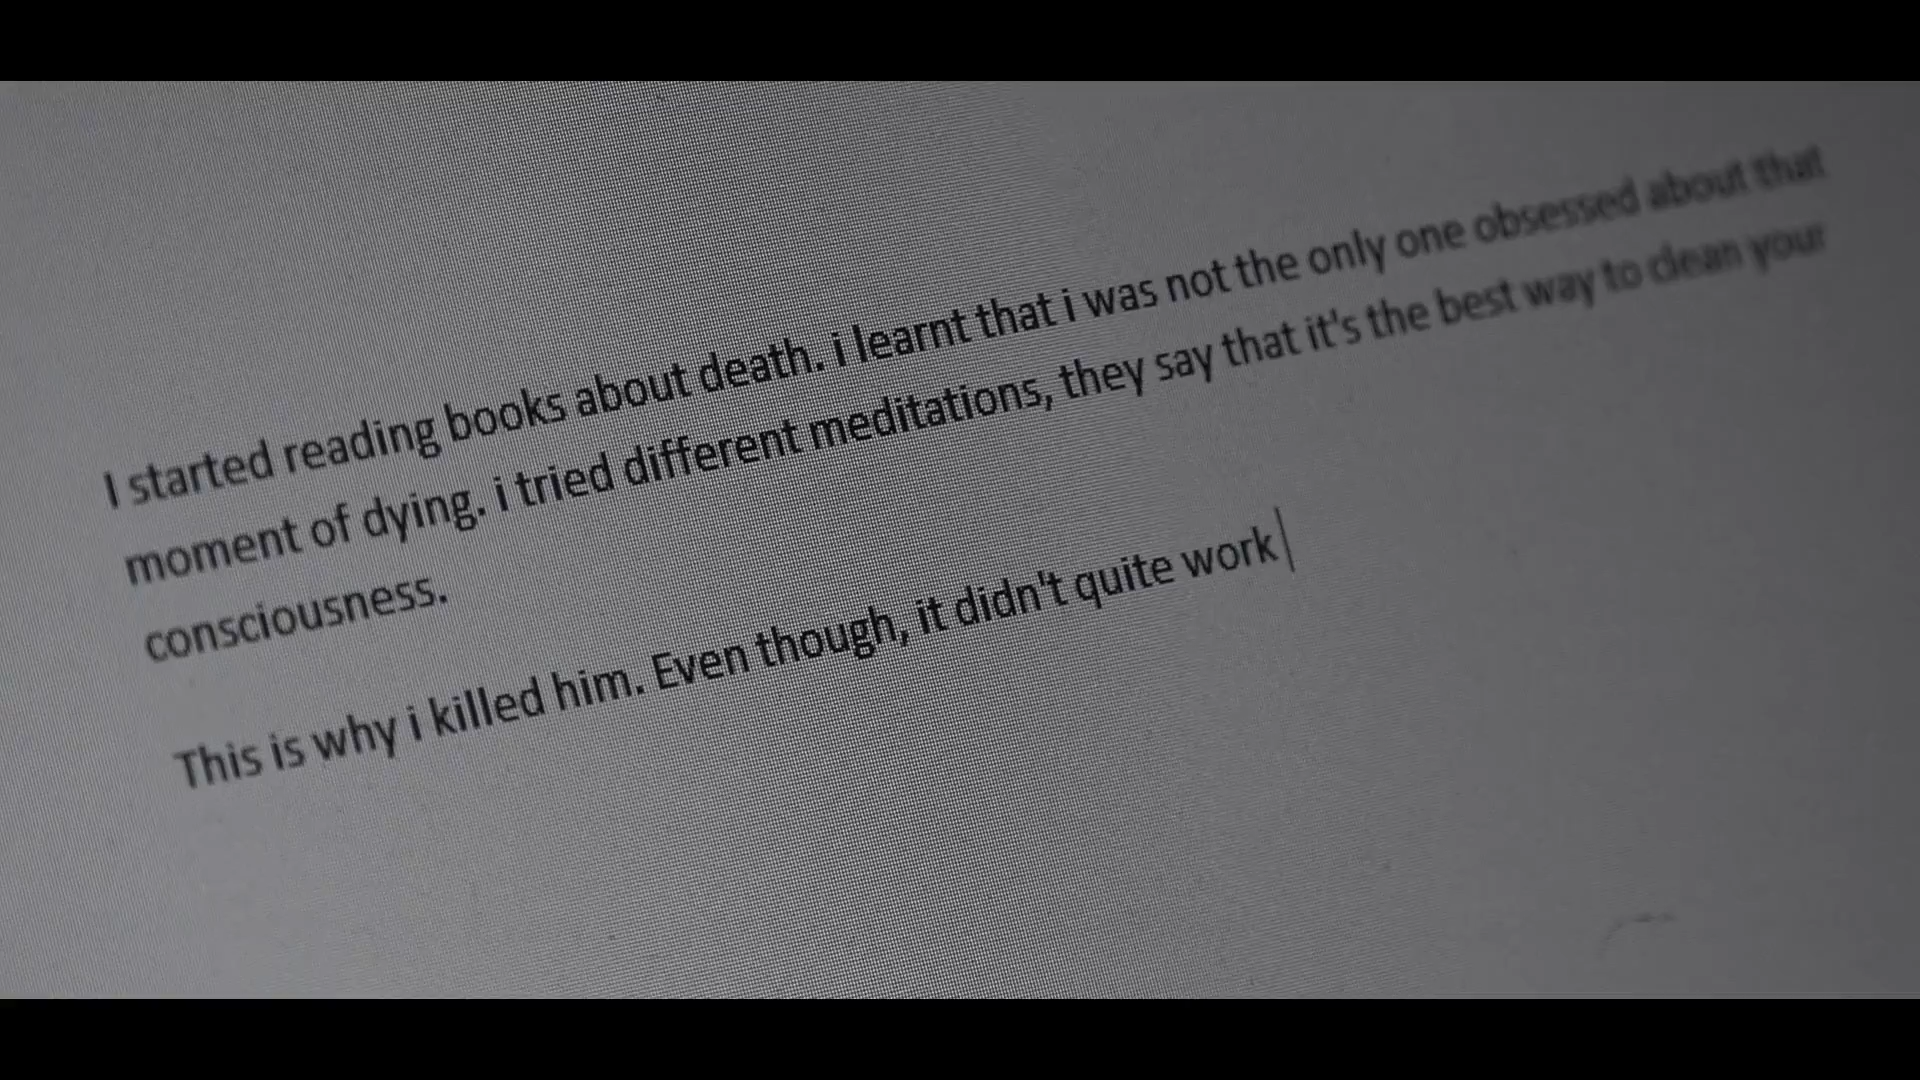 I started reading books about death. i learnt that i was not the only one obsessed about that
moment of dying. i tried different meditations, they say that it's the best way to clean your
consciousness.
This is why i killed him. Even though, it didn't quite work